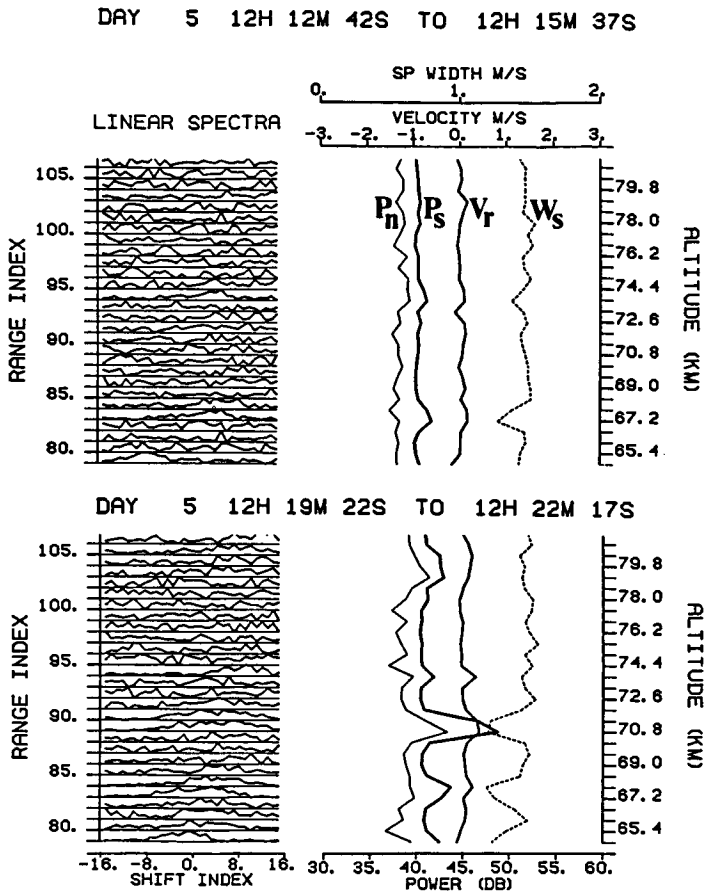 DAY 5 12H 12M 42S TO 12H 15M 37S
SP WIDTH M/S
0. 1. 2.
LINEAR SPECTRA
VELOCITY M/S
-3. -2. -1. 0. 1. 2. 3.
105.
100.
95.
90.
85.
80.
RANGE INDEX
Pn Ps Vr Ws
79.8
78.0
76.2
74.4
72.6
70.8
69.0
67.2
65.4
ALTITUDE (KM)
DAY 5 12H 19M 22S TO 12H 22M 17S
105.
100.
95.
90.
85.
80.
RANGE INDEX
79.8
78.0
76.2
74.4
72.6
70.8
69.0
67.2
65.4
ALTITUDE (KM)
-16. -8. 0. 8. 16.
SHIFT INDEX
30. 35. 40. 45. 50. 55. 60.
POWER (DB)